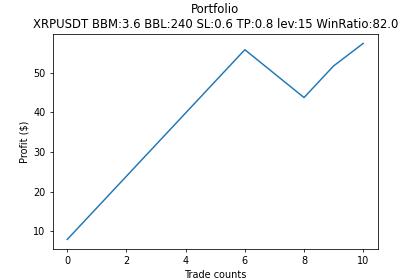 Portfolio
XRPUSDT BBM:3.6 BBL:240 SL:0.6 TP:0.8 lev:15 WinRatio:82.0
Profit ($)
50
40
30
20
10
0 2 4 6 8 10
Trade counts